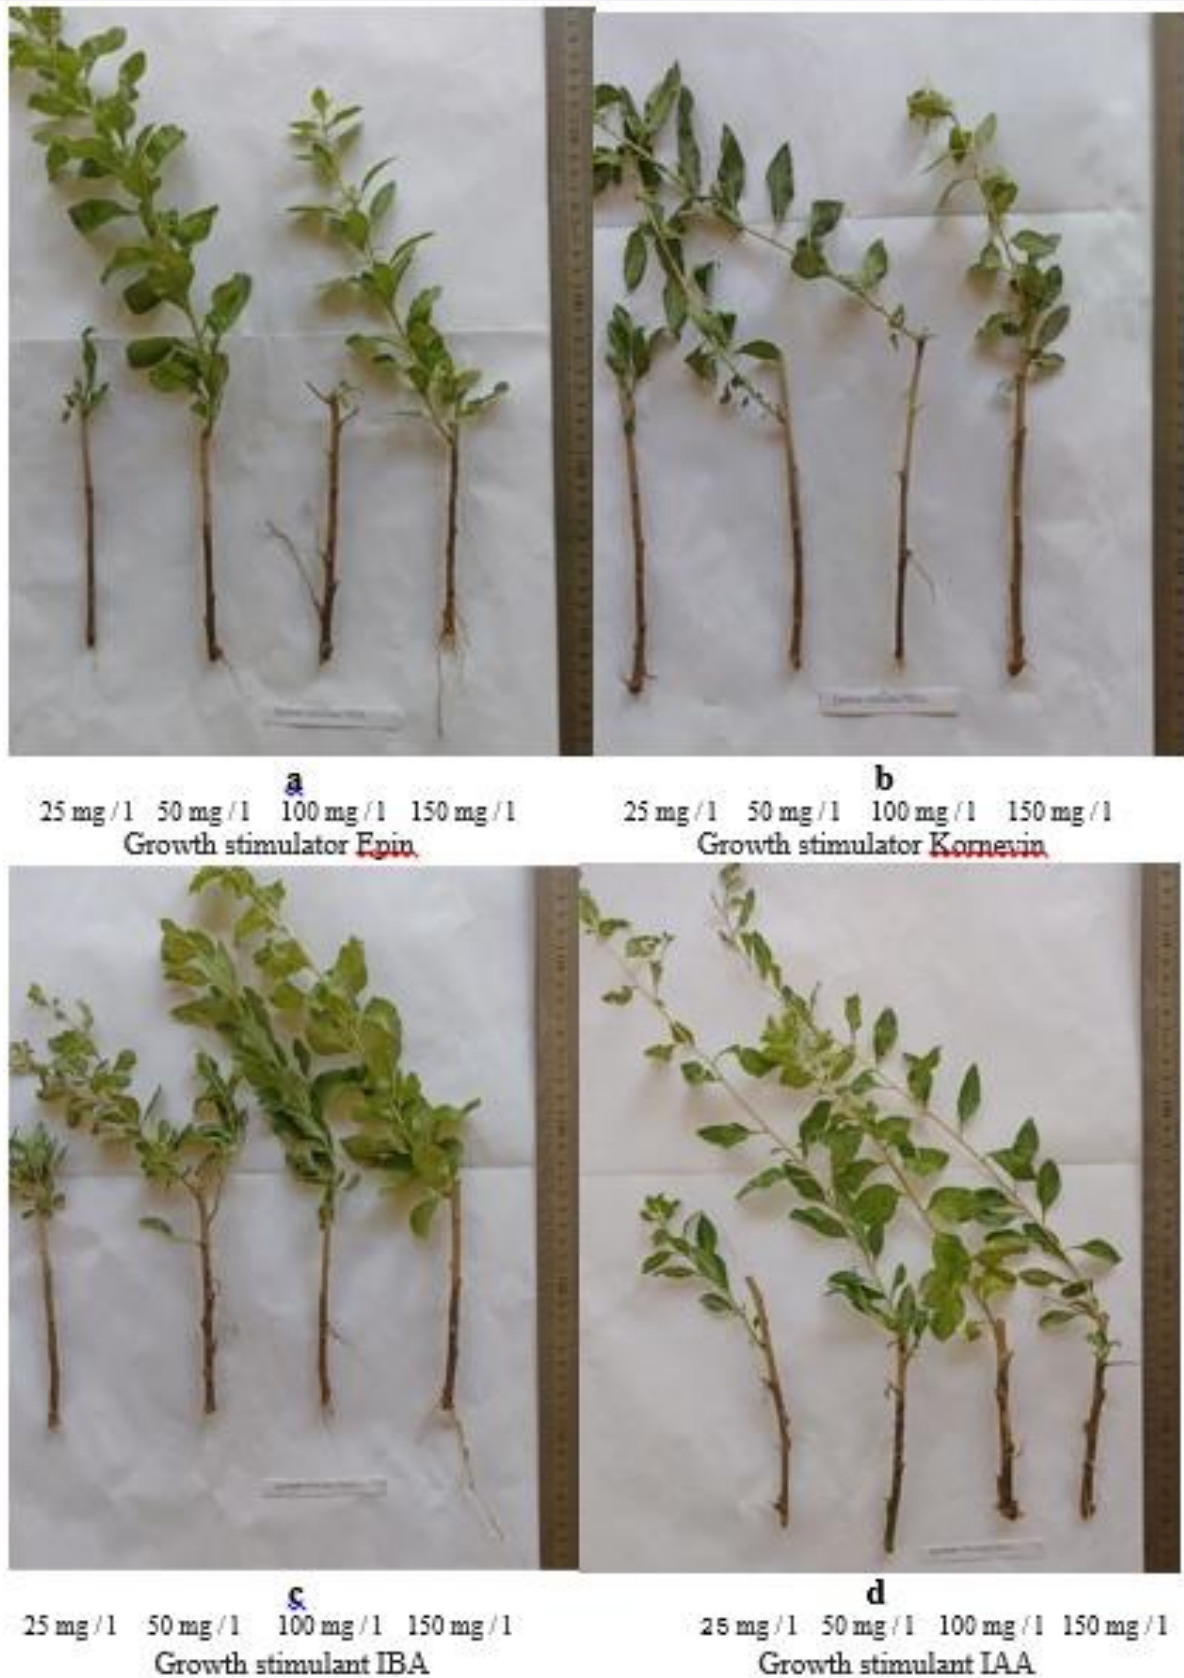 a
25 mg / l 50 mg / l 100 mg / l 150 mg / l
Growth stimulator Epin
b
25 mg / l 50 mg / l 100 mg / l 150 mg / l
Growth stimulator Kornevin
c
25 mg / l 50 mg / l 100 mg / l 150 mg / l
Growth stimulant IBA
d
25 mg / l 50 mg / l 100 mg / l 150 mg / l
Growth stimulant IAA